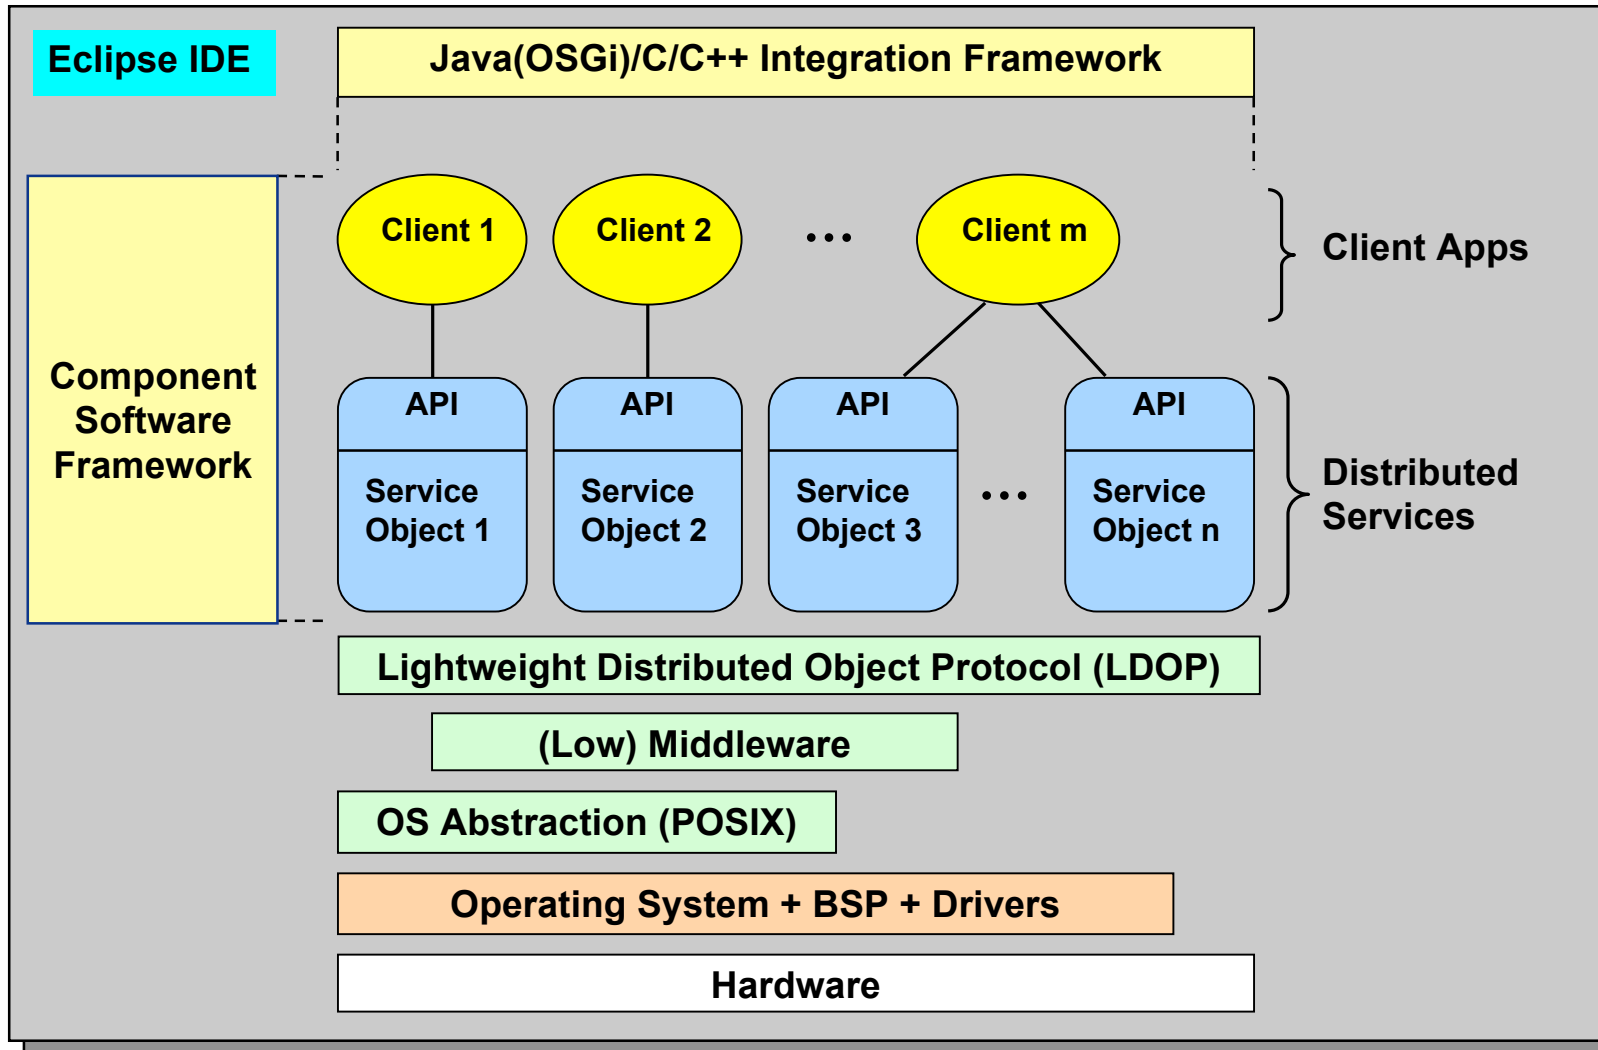 Eclipse IDE
Java(OSGi)/C/C++ Integration Framework
Client 1
Client 2
...
Client m
Client Apps
Component
Software
Framework
API
API
API
API
Service
Object 1
Service
Object 2
Service
Object 3
...
Service
Object n
Distributed
Services
Lightweight Distributed Object Protocol (LDOP)
(Low) Middleware
OS Abstraction (POSIX)
Operating System + BSP + Drivers
Hardware